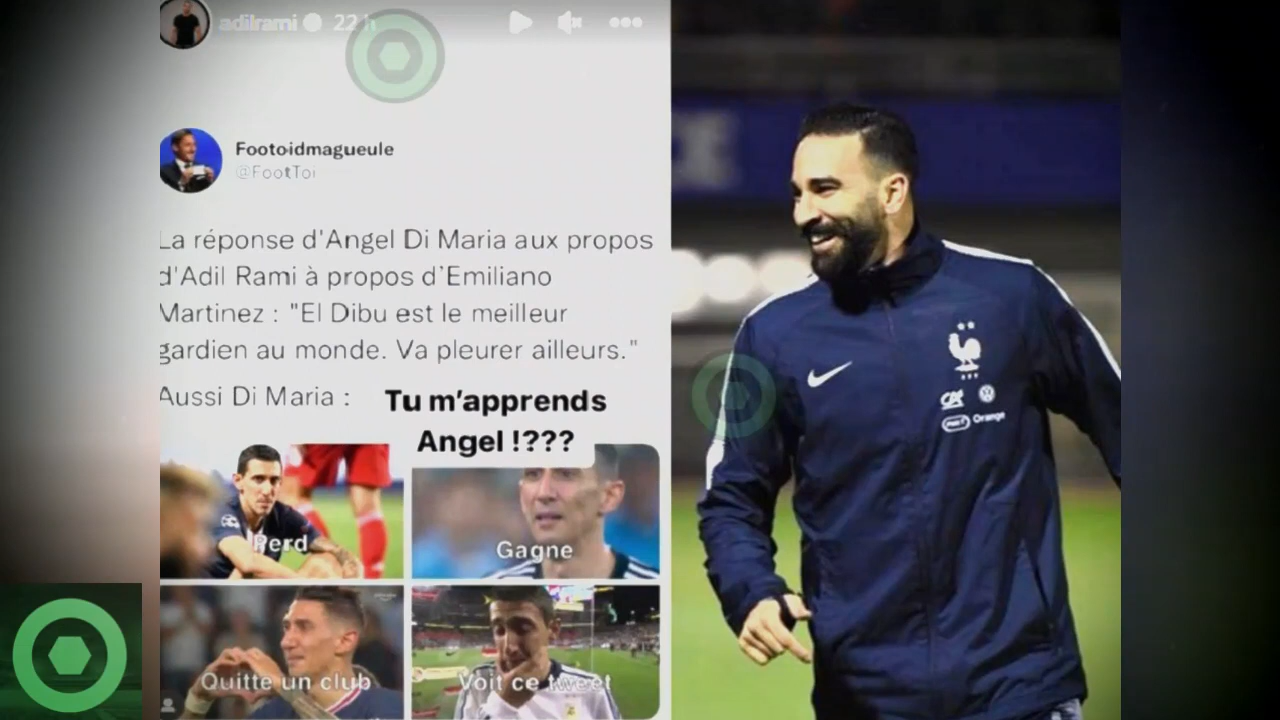 adilrami 22 h
Footoidmagueule
@FootToi
La réponse d'Angel Di Maria aux propos
d'Adil Rami à propos d'Emiliano
Martinez : "El Dibu est le meilleur
gardien au monde. Va pleurer ailleurs."
Aussi Di Maria :
Tu m'apprends
Angel !???
Perd
Gagne
Quitte un club
Voit ce tweet
CFA
Orange